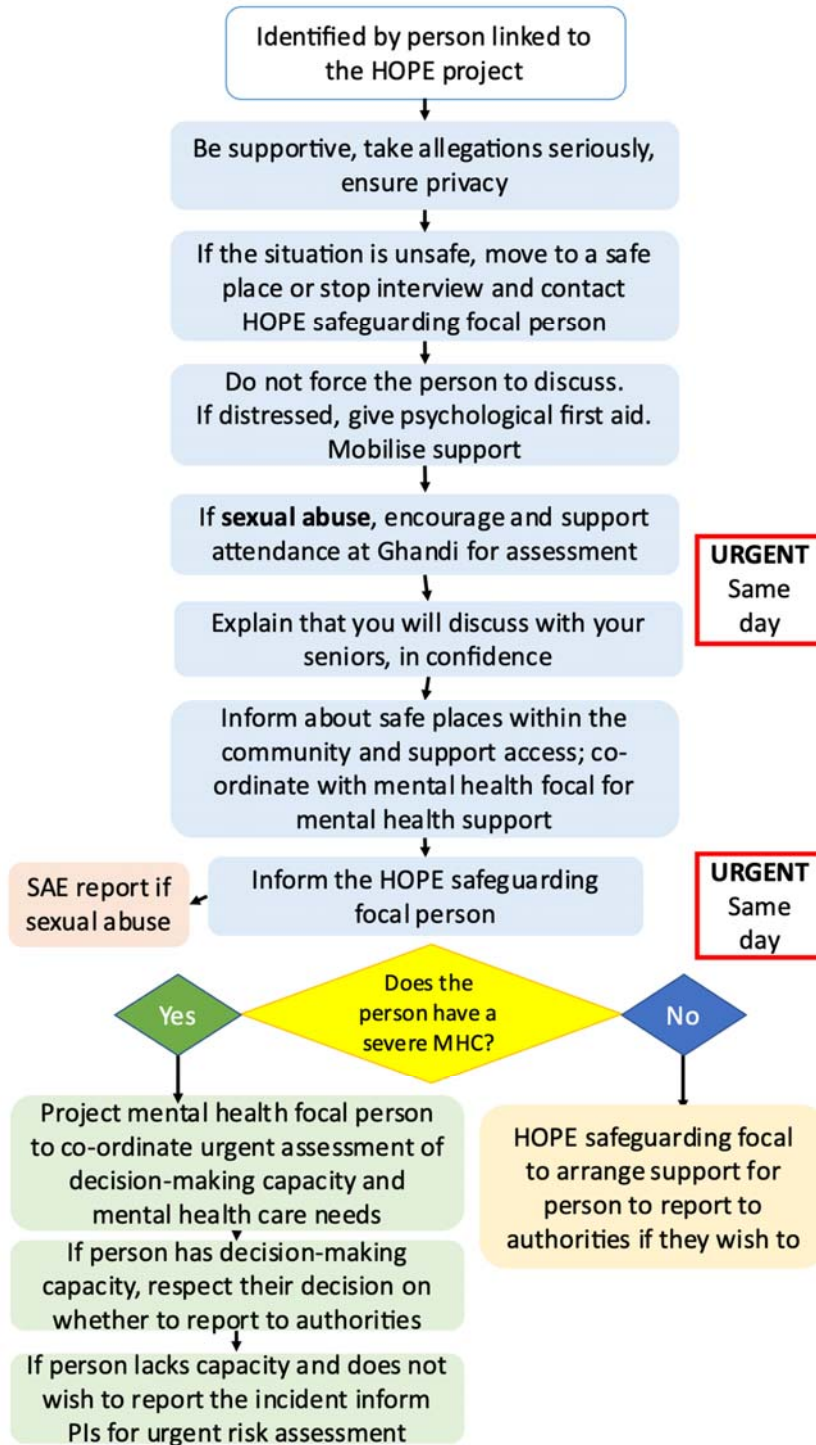 Identified by person linked to
the HOPE project
Be supportive, take allegations seriously,
ensure privacy
If the situation is unsafe, move to a safe
place or stop interview and contact
HOPE safeguarding focal person
Do not force the person to discuss.
If distressed, give psychological first aid.
Mobilise support
If sexual abuse, encourage and support
attendance at Ghandi for assessment
URGENT
Same
day
Explain that you will discuss with your
seniors, in confidence
Inform about safe places within the
community and support access; co-
ordinate with mental health focal for
mental health support
SAE report if
sexual abuse
Inform the HOPE safeguarding
focal person
URGENT
Same
day
Does the
person have a
severe MHC?
Yes
No
Project mental health focal person
to co-ordinate urgent assessment of
decision-making capacity and
mental health care needs
If person has decision-making
capacity, respect their decision on
whether to report to authorities
If person lacks capacity and does not
wish to report the incident inform
PIs for urgent risk assessment
HOPE safeguarding focal
to arrange support for
person to report to
authorities if they wish to